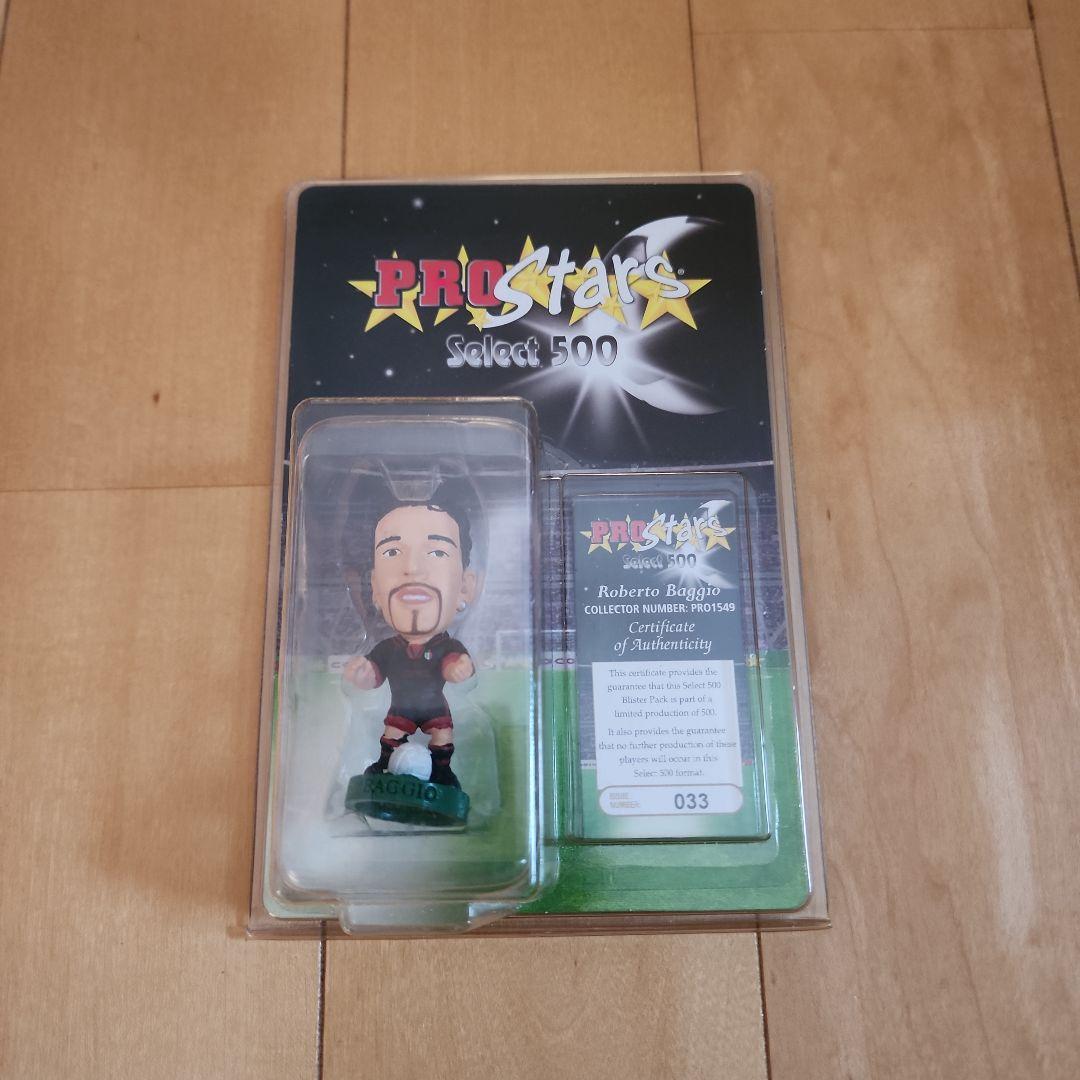 PRO Stars
Select 500
BAGGIO
PRO Stars
Select 500
Roberto Baggio
COLLECTOR NUMBER: PRO1549
Certificate
of Authenticity
This certificate provides the
guarantee that this Select 500
Blister Pack is part of a
limited production of 500.
It also provides the guarantee
that no further production of these
players will occur in this
Select 500 format.
ISSUE
NUMBER: 033